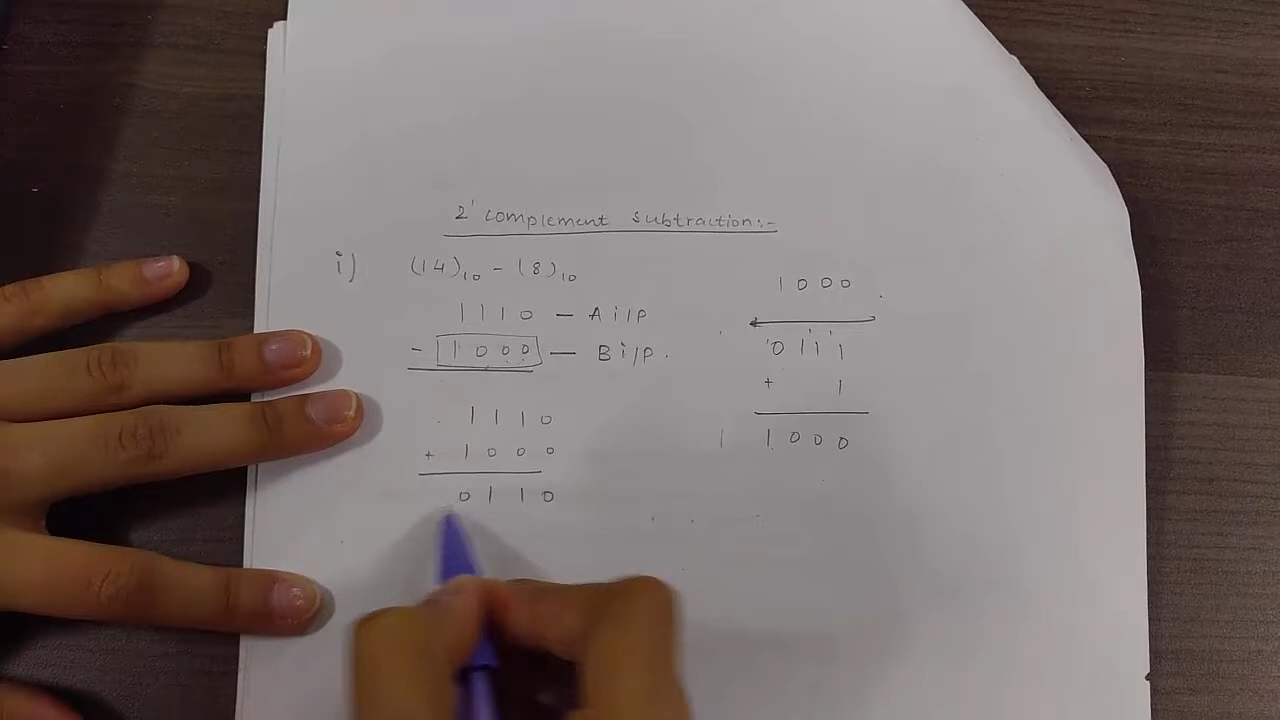 2' complement subtraction:-
i) (14)10 - (8)10
1110 — A i/p
- 1000 — B i/p.
1110
+ 1000
0110
1000
0111
+ 1
1 1000